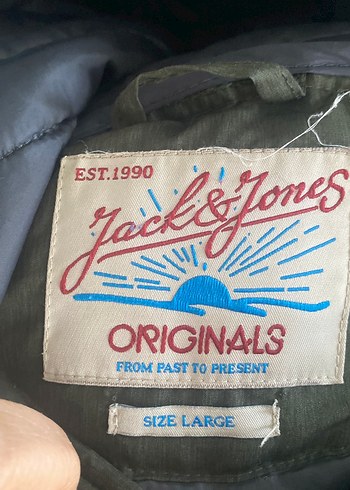 EST.1990
Jack & Jones
ORIGINALS
FROM PAST TO PRESENT
SIZE LARGE